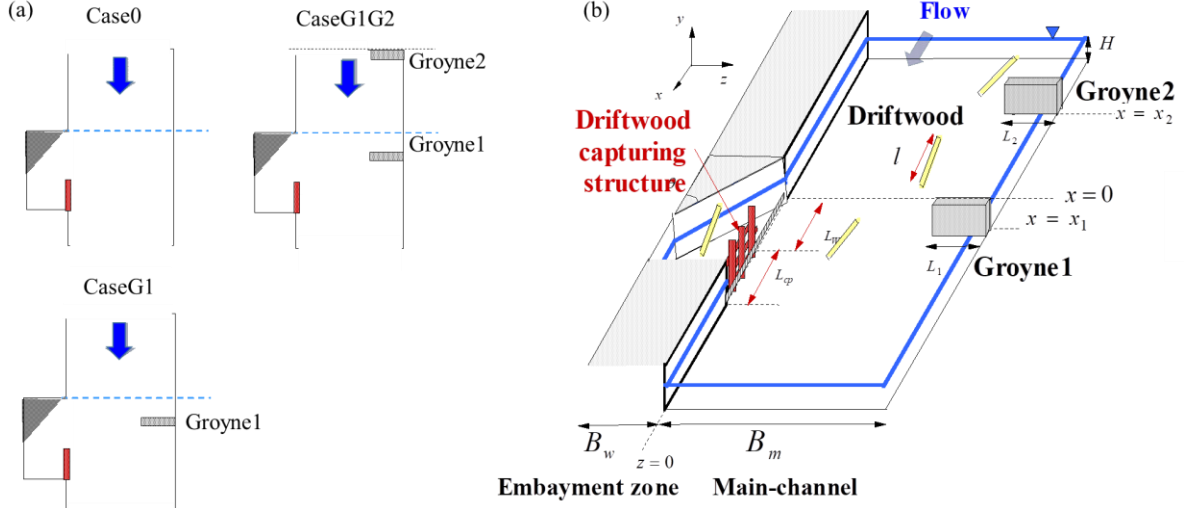 (a)
Case0
CaseG1G2
Groyne2
Groyne1
CaseG1
Groyne1
(b)
y
z
x
Flow
H
Groyne2
x = x2
L2
Driftwood
capturing
structure
Driftwood
l
x = 0
x = x1
L1
Groyne1
Lw
Lcp
Bw
z = 0
Bm
Embayment zone
Main-channel